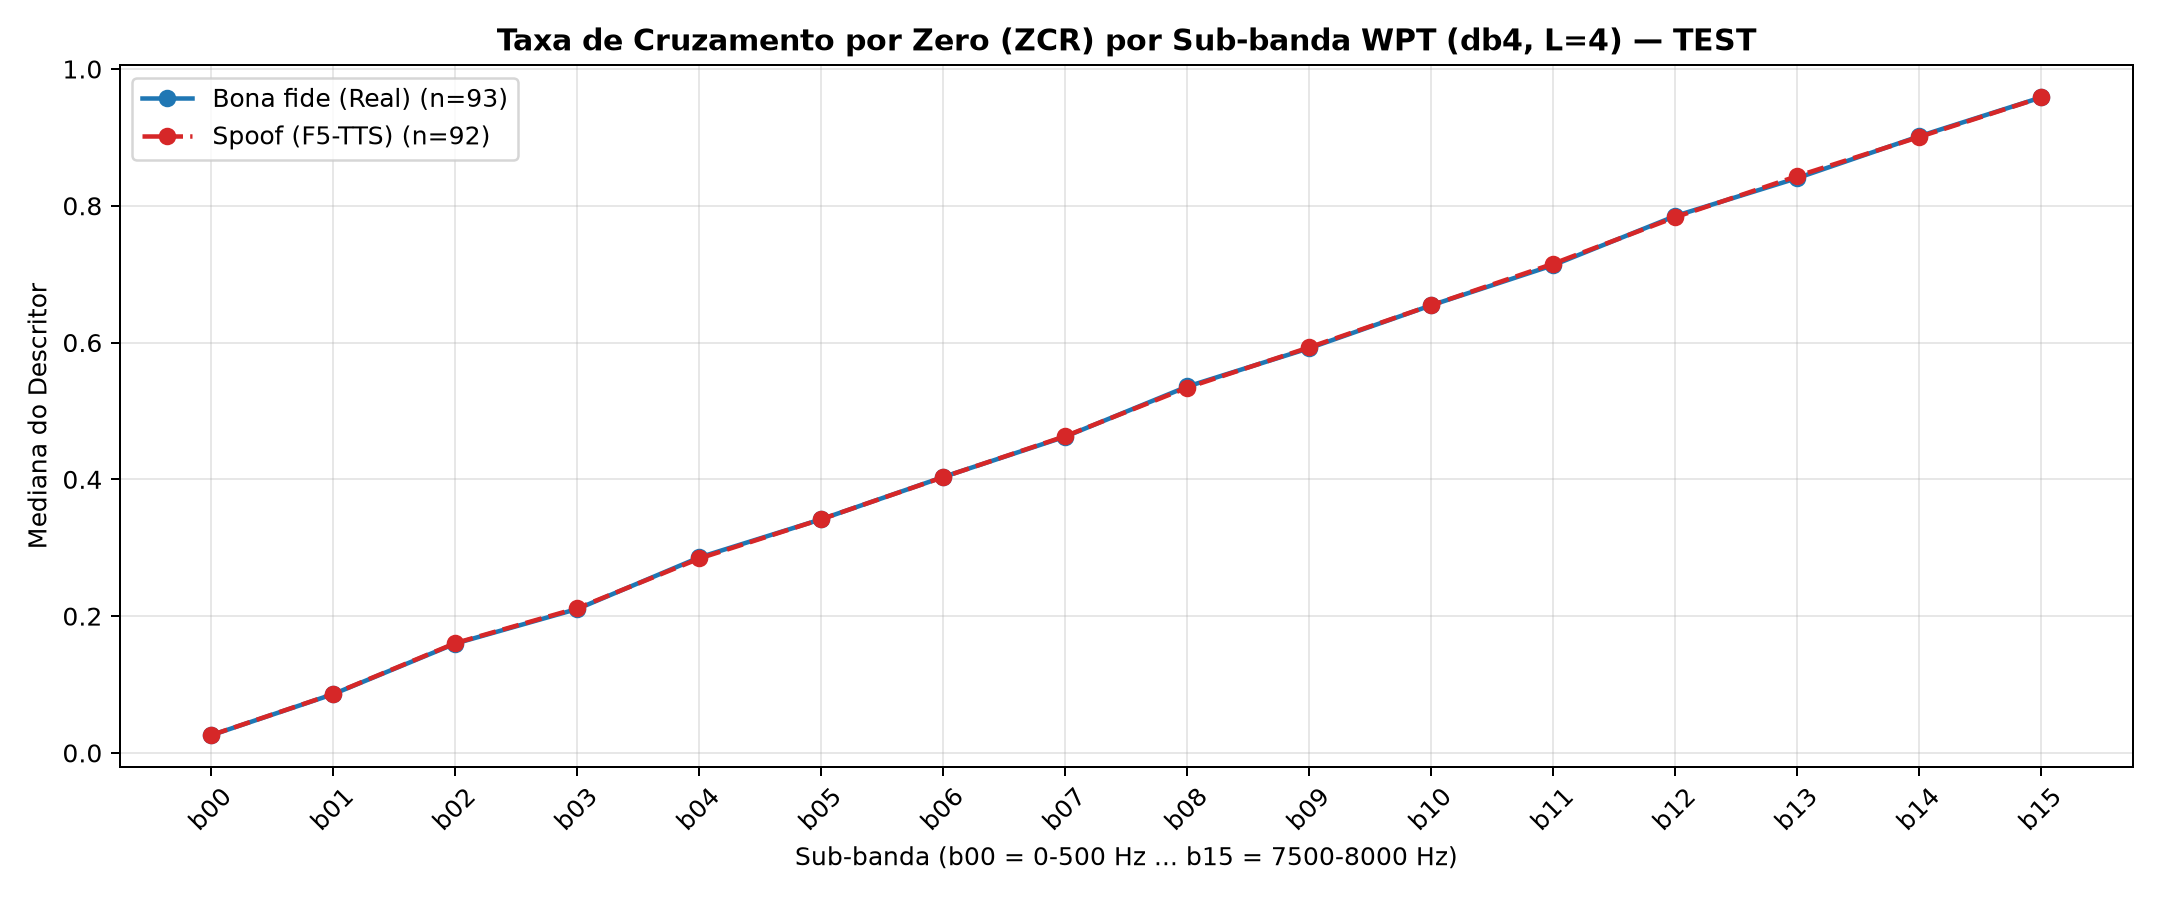 Taxa de Cruzamento por Zero (ZCR) por Sub-banda WPT (db4, L=4) — TEST
Bona fide (Real) (n=93)
Spoof (F5-TTS) (n=92)
Mediana do Descritor
1.0
0.8
0.6
0.4
0.2
0.0
b00 b01 b02 b03 b04 b05 b06 b07 b08 b09 b10 b11 b12 b13 b14 b15
Sub-banda (b00 = 0-500 Hz ... b15 = 7500-8000 Hz)